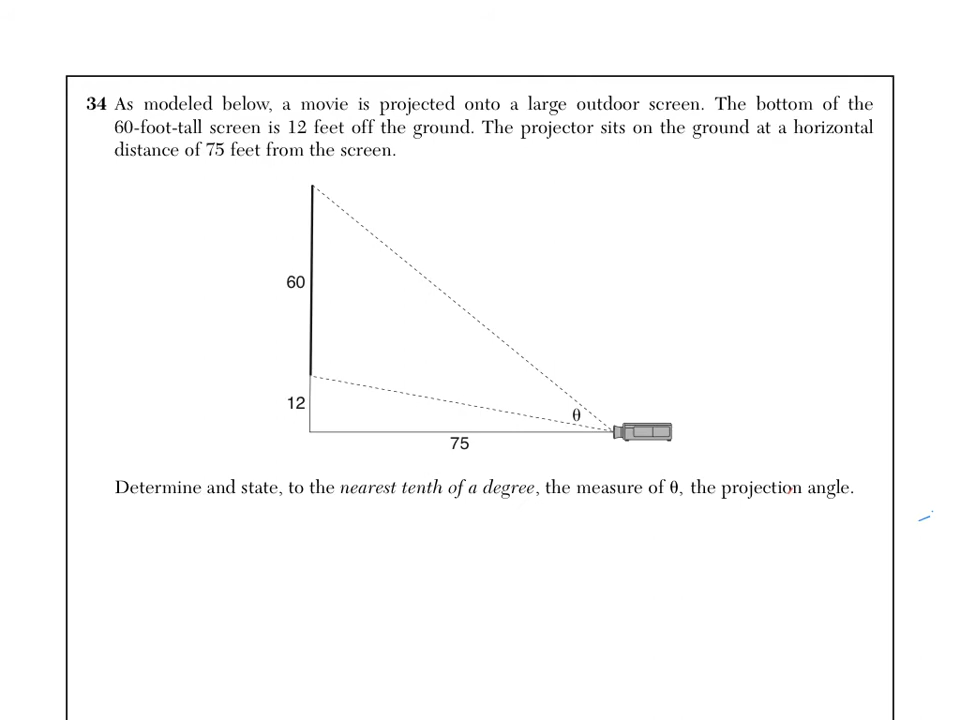 34 As modeled below, a movie is projected onto a large outdoor screen. The bottom of the
60-foot-tall screen is 12 feet off the ground. The projector sits on the ground at a horizontal
distance of 75 feet from the screen.
60
12
θ
75
Determine and state, to the nearest tenth of a degree, the measure of θ, the projection angle.